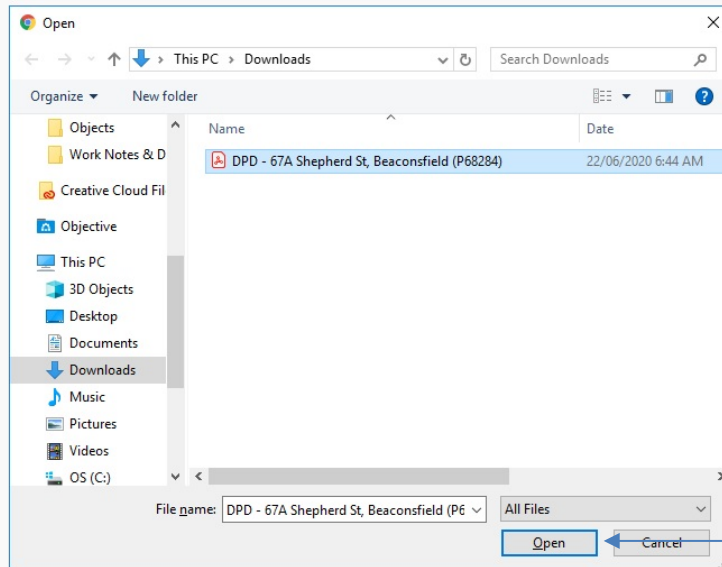 Open
This PC > Downloads
Search Downloads
Organize
New folder
Objects
Work Notes & D
Creative Cloud Fil
Objective
This PC
3D Objects
Desktop
Documents
Downloads
Music
Pictures
Videos
OS (C:)
Name Date
DPD - 67A Shepherd St, Beaconsfield (P68284) 22/06/2020 6:44 AM
File name: DPD - 67A Shepherd St, Beaconsfield (P6 All Files
Open Cancel